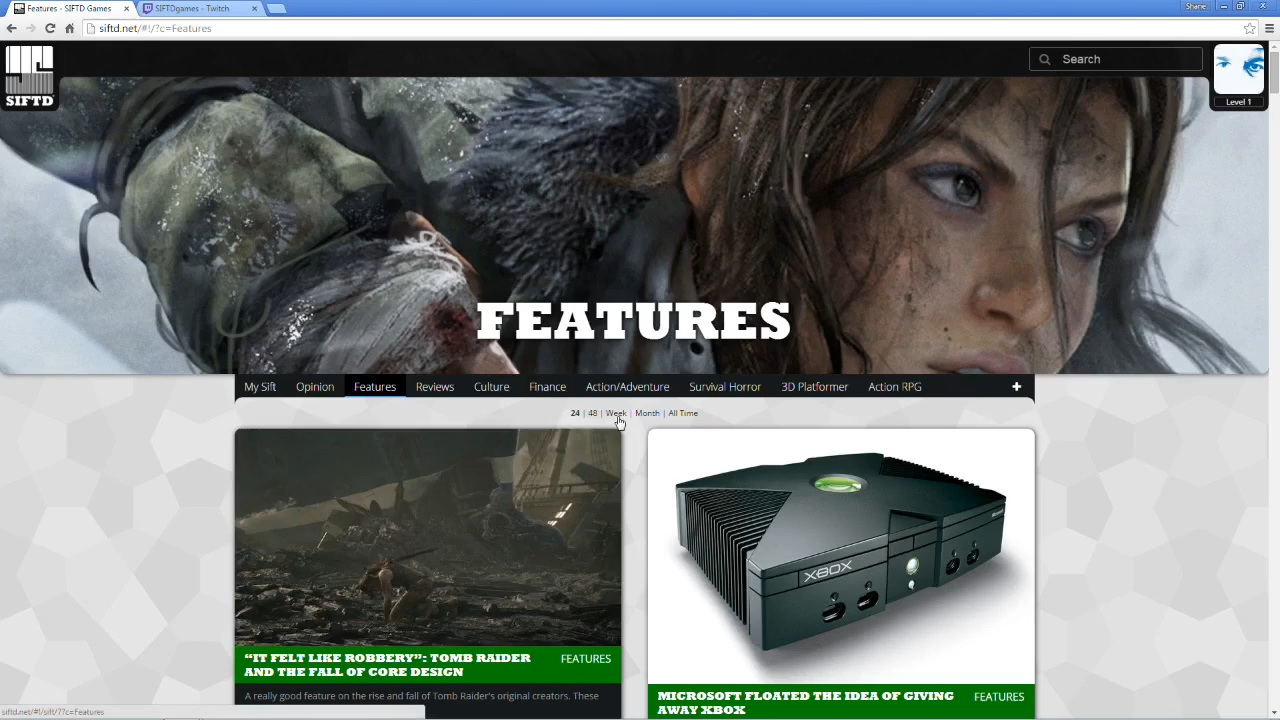 Features - SIFTD Games
SIFTDgames - Twitch
Shane
siftd.net/#!/?c=Features
SIFTD
Search
Level 1
FEATURES
My Sift Opinion Features Reviews Culture Finance Action/Adventure Survival Horror 3D Platformer Action RPG +
24 | 48 | Week | Month | All Time
XBOX
“IT FELT LIKE ROBBERY”: TOMB RAIDER
AND THE FALL OF CORE DESIGN
FEATURES
A really good feature on the rise and fall of Tomb Raider's original creators. These
MICROSOFT FLOATED THE IDEA OF GIVING
AWAY XBOX
FEATURES
siftd.net/#!/sift/7?c=Features